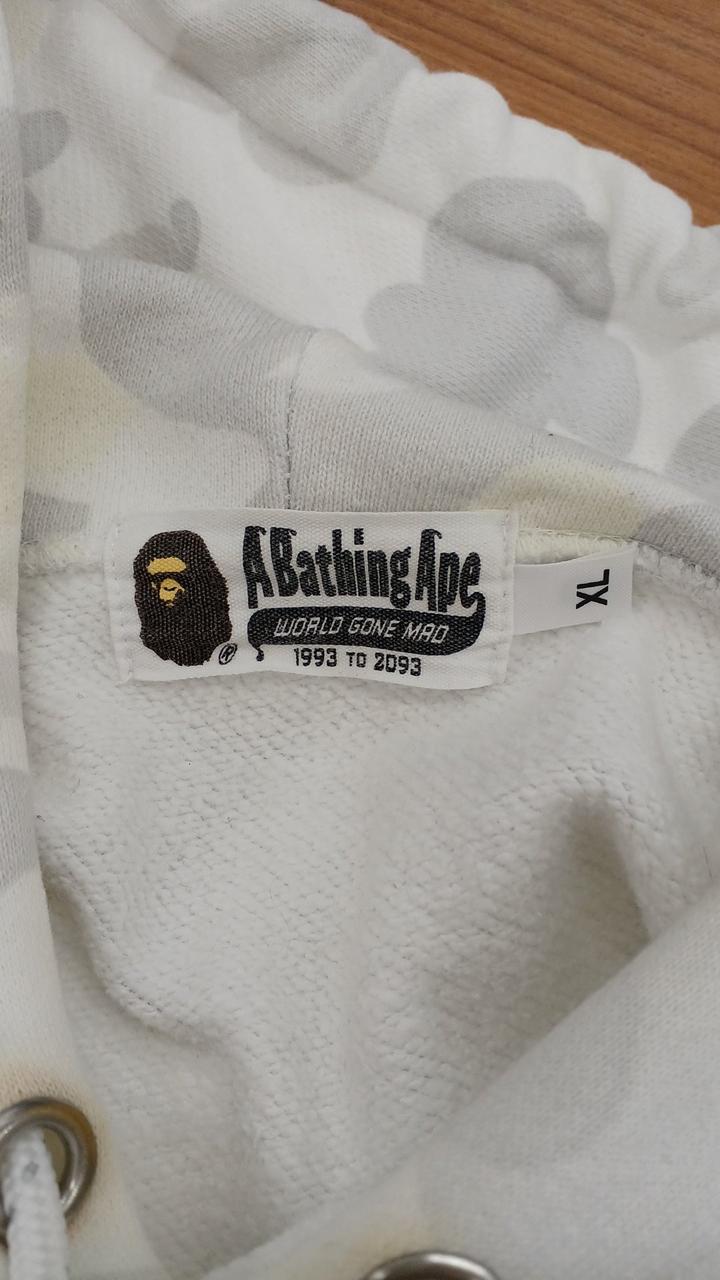 A Bathing Ape
WORLD GONE MAD
1993 TO 2093
®
XL